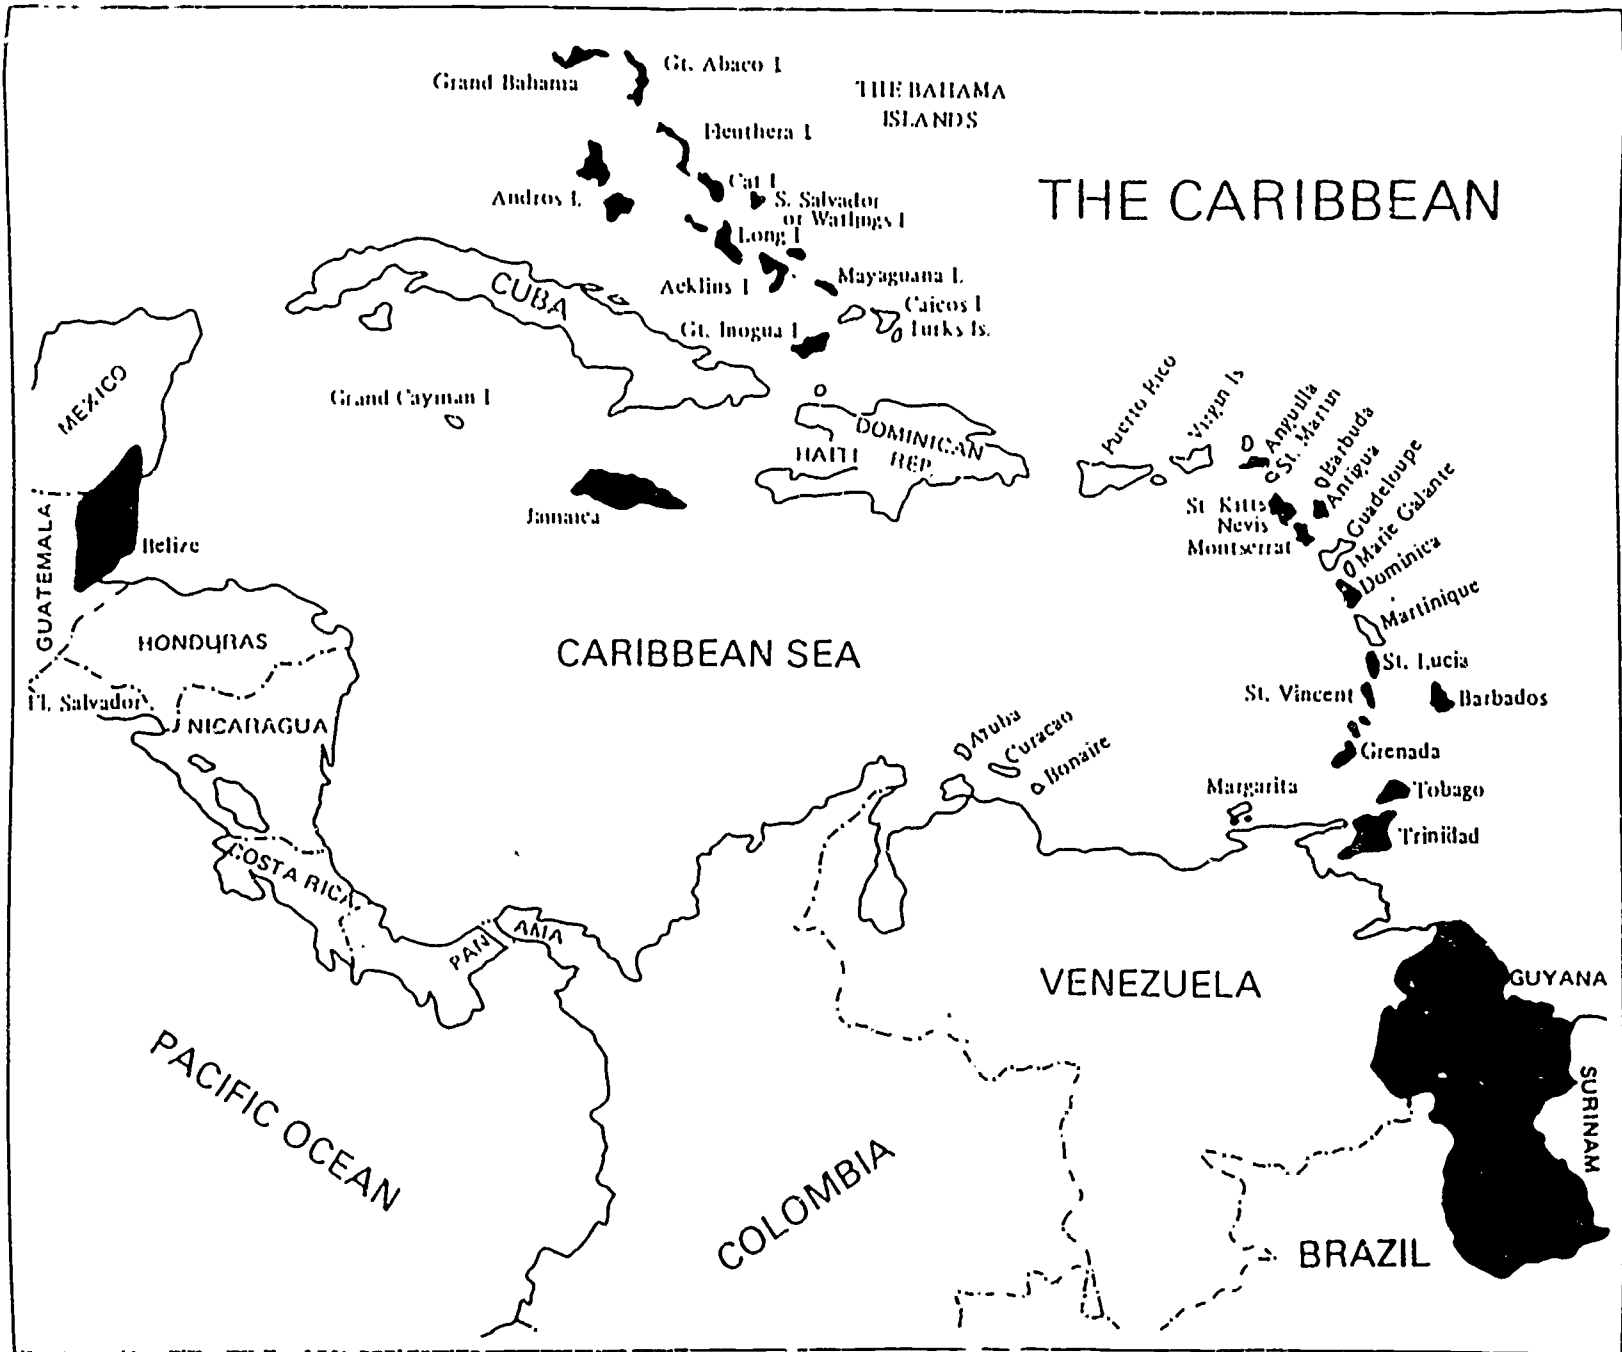 Grand Bahama
Gt. Abaco I
THE BAHAMA
ISLANDS
Eleuthera I
Cat I
Andros I.
S. Salvador
or Watlings I
THE CARIBBEAN
Long I
Acklins I
Mayaguana I.
CUBA
Caicos I
Turks Is.
Gt. Inogua I
MEXICO
Grand Cayman I
HAITI
DOMINICAN
REP.
Puerto Rico
Virgin Is
Anguilla
St. Martin
Barbuda
Antigua
Guadeloupe
Marie Galante
Dominica
Martinique
St Kitts
Nevis
Montserrat
Jamaica
Belize
GUATEMALA
HONDURAS
CARIBBEAN SEA
St. Lucia
El. Salvador
NICARAGUA
St. Vincent
Barbados
Grenada
Aruba
Curacao
Bonaire
Margarita
Tobago
Trinidad
COSTA RICA
PAN AMA
VENEZUELA
GUYANA
PACIFIC OCEAN
COLOMBIA
SURINAM
BRAZIL